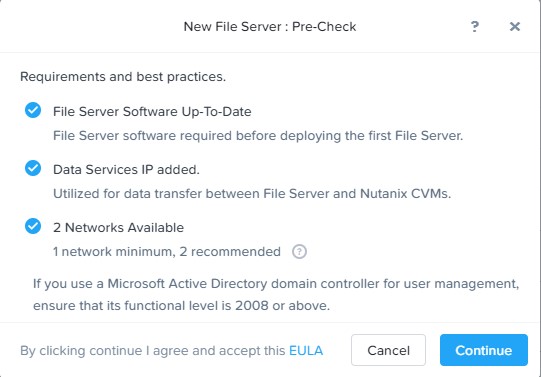 New File Server : Pre-Check
? ×
Requirements and best practices.
File Server Software Up-To-Date
File Server software required before deploying the first File Server.
Data Services IP added.
Utilized for data transfer between File Server and Nutanix CVMs.
2 Networks Available
1 network minimum, 2 recommended ?
If you use a Microsoft Active Directory domain controller for user management,
ensure that its functional level is 2008 or above.
By clicking continue I agree and accept this EULA
Cancel
Continue